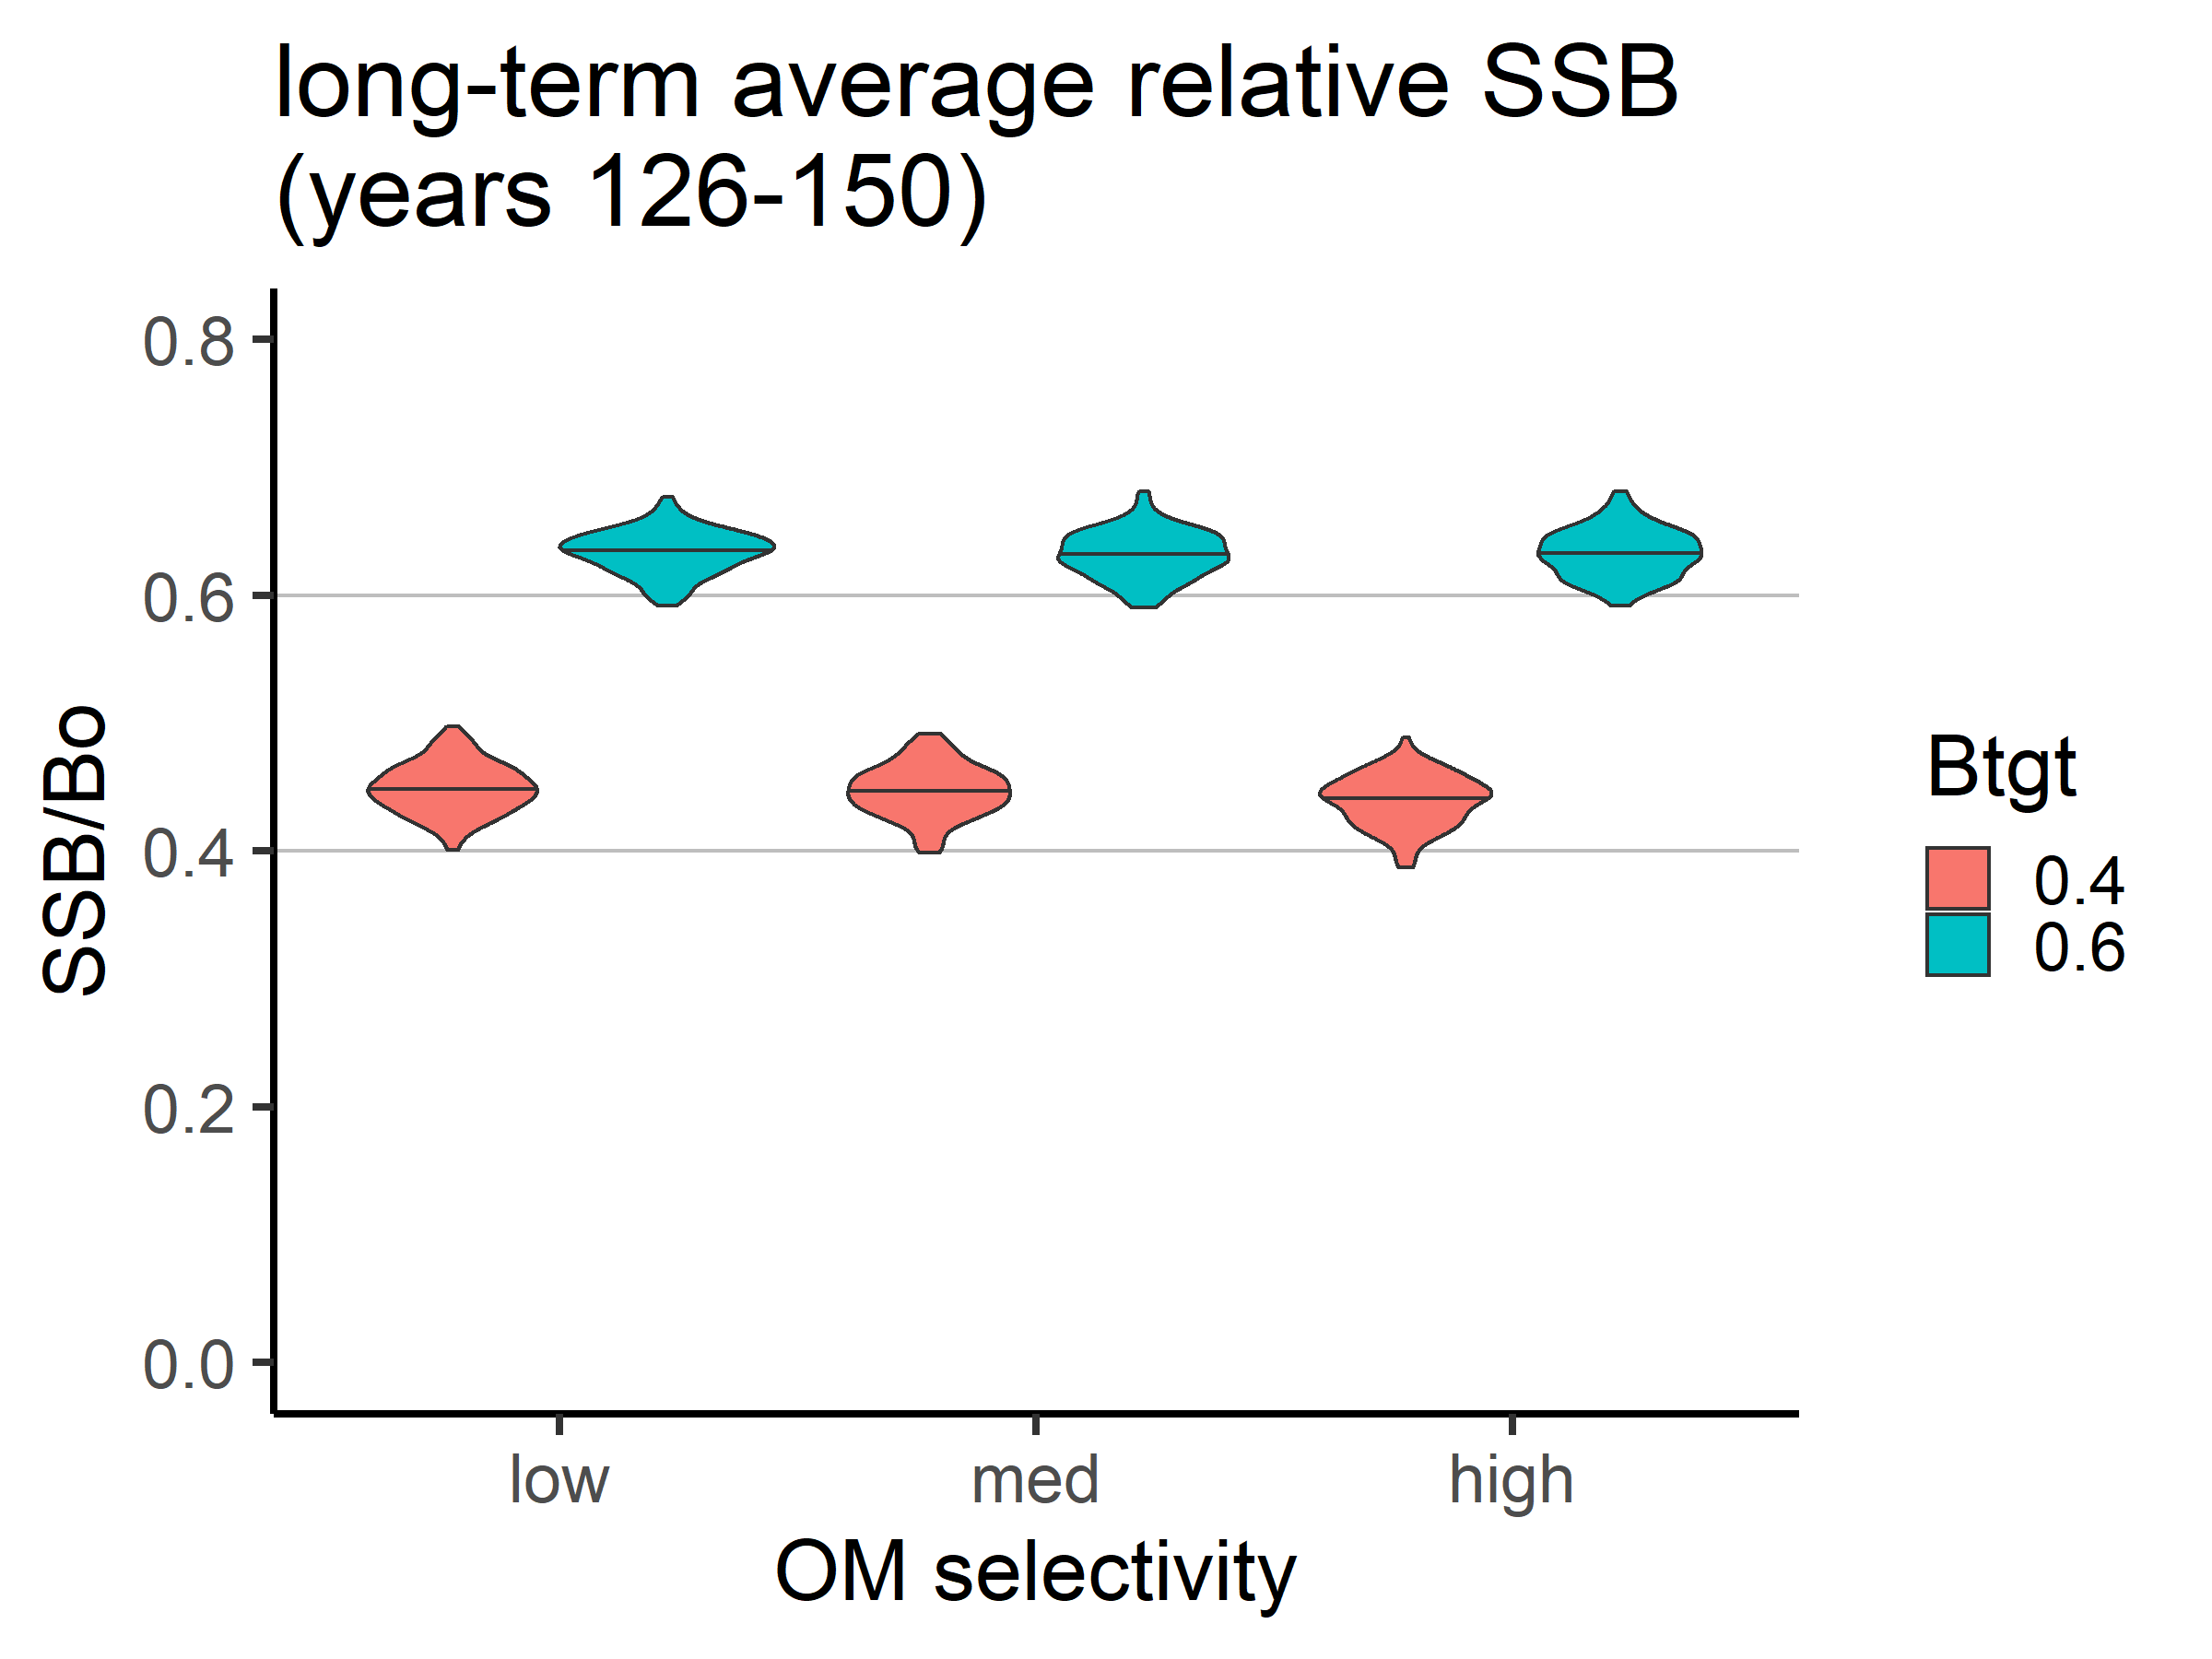 long-term average relative SSB
(years 126-150)
0.8
0.6
0.4
0.2
0.0
SSB/Bo
low
med
high
OM selectivity
Btgt
0.4
0.6